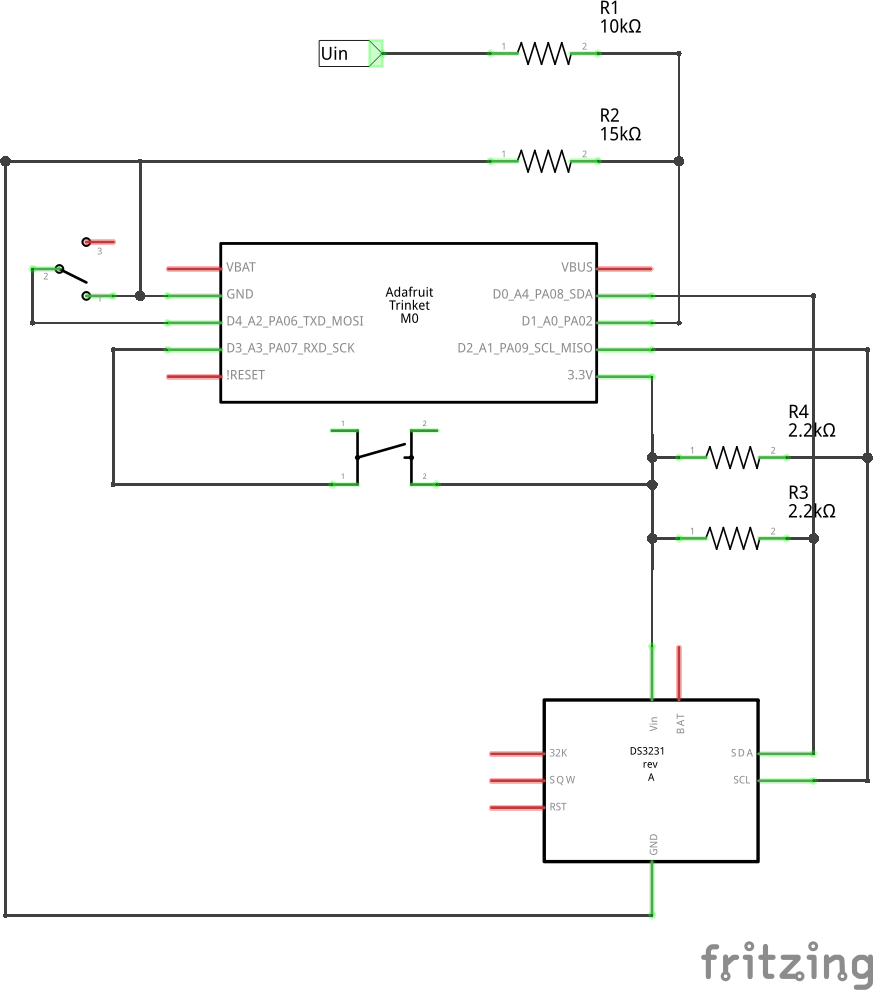 R1
10kΩ
Uin
1
2
R2
15kΩ
1
2
3
2
1
VBAT
GND
D4_A2_PA06_TXD_MOSI
D3_A3_PA07_RXD_SCK
!RESET
Adafruit
Trinket
M0
VBUS
D0_A4_PA08_SDA
D1_A0_PA02
D2_A1_PA09_SCL_MISO
3.3V
1
2
1
2
R4
2.2kΩ
1
2
R3
2.2kΩ
1
2
Vin
BAT
32K
SQW
RST
DS3231
rev
A
SDA
SCL
GND
fritzing